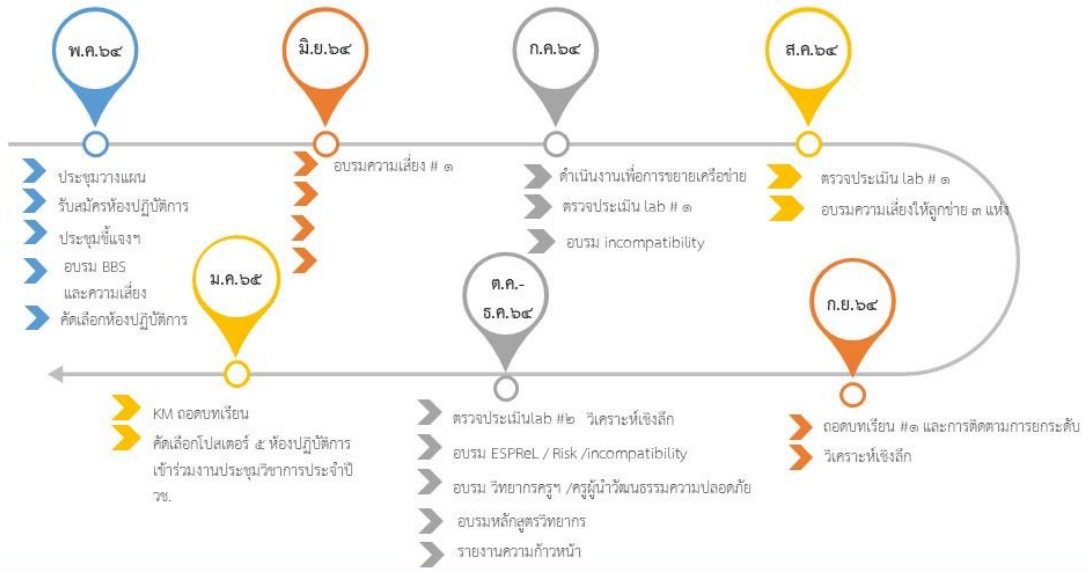 พ.ค.๖๔
ประชุมวางแผน
รับสมัครห้องปฏิบัติการ
ประชุมชี้แจงฯ
อบรม BBS
และความเสี่ยง
คัดเลือกห้องปฏิบัติการ
มิ.ย.๖๔
อบรมความเสี่ยง # ๑
ก.ค.๖๔
ดำเนินงานเพื่อการขยายเครือข่าย
ตรวจประเมิน lab # ๑
อบรม incompatibility
ส.ค.๖๔
ตรวจประเมิน lab # ๑
อบรมความเสี่ยงให้ลูกข่าย ๓ แห่ง
ก.ย.๖๔
ถอดบทเรียน #๑ และการติดตามการยกระดับ
วิเคราะห์เชิงลึก
ต.ค.-
ธ.ค.๖๔
ตรวจประเมินlab #๒ วิเคราะห์เชิงลึก
อบรม ESPReL / Risk /incompatibility
อบรม วิทยากรครูฯ /ครูผู้นำวัฒนธรรมความปลอดภัย
อบรมหลักสูตรวิทยากร
รายงานความก้าวหน้า
ม.ค.๖๕
KM ถอดบทเรียน
คัดเลือกโปสเตอร์ ๕ ห้องปฏิบัติการ
เข้าร่วมงานประชุมวิชาการประจำปี
วช.